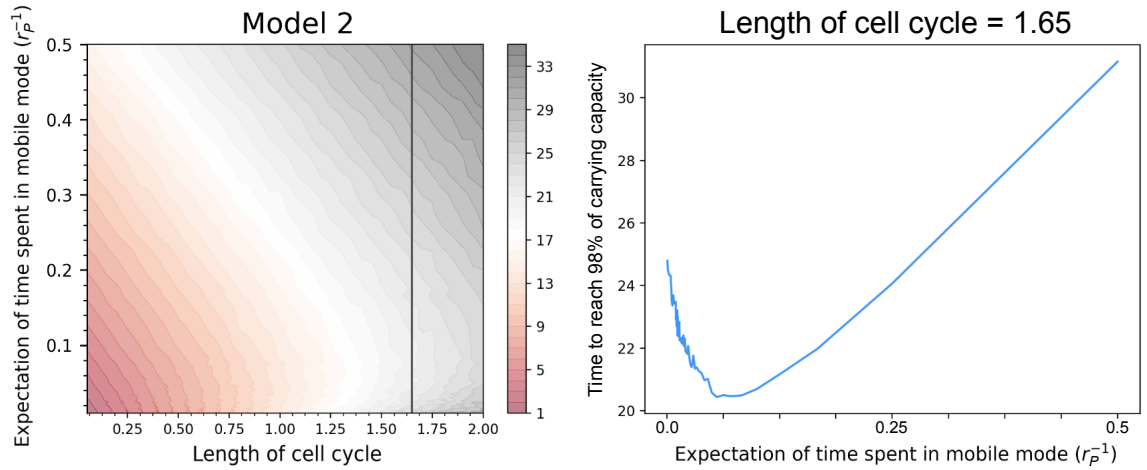 Model 2
Expectation of time spent in mobile mode (r_P^{-1})
0.5
0.4
0.3
0.2
0.1
0.25 0.50 0.75 1.00 1.25 1.50 1.75 2.00
Length of cell cycle
33
29
25
21
17
13
9
5
1
Length of cell cycle = 1.65
Time to reach 98% of carrying capacity
30
28
26
24
22
20
0.0 0.25 0.5
Expectation of time spent in mobile mode (r_P^{-1})